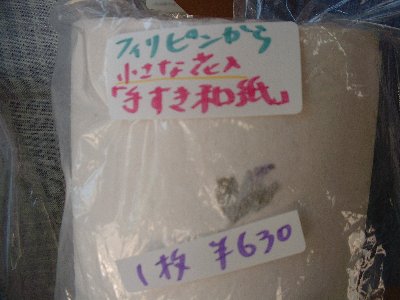 フィリピンから
小さな花入
「手すき和紙」
1枚 ¥630